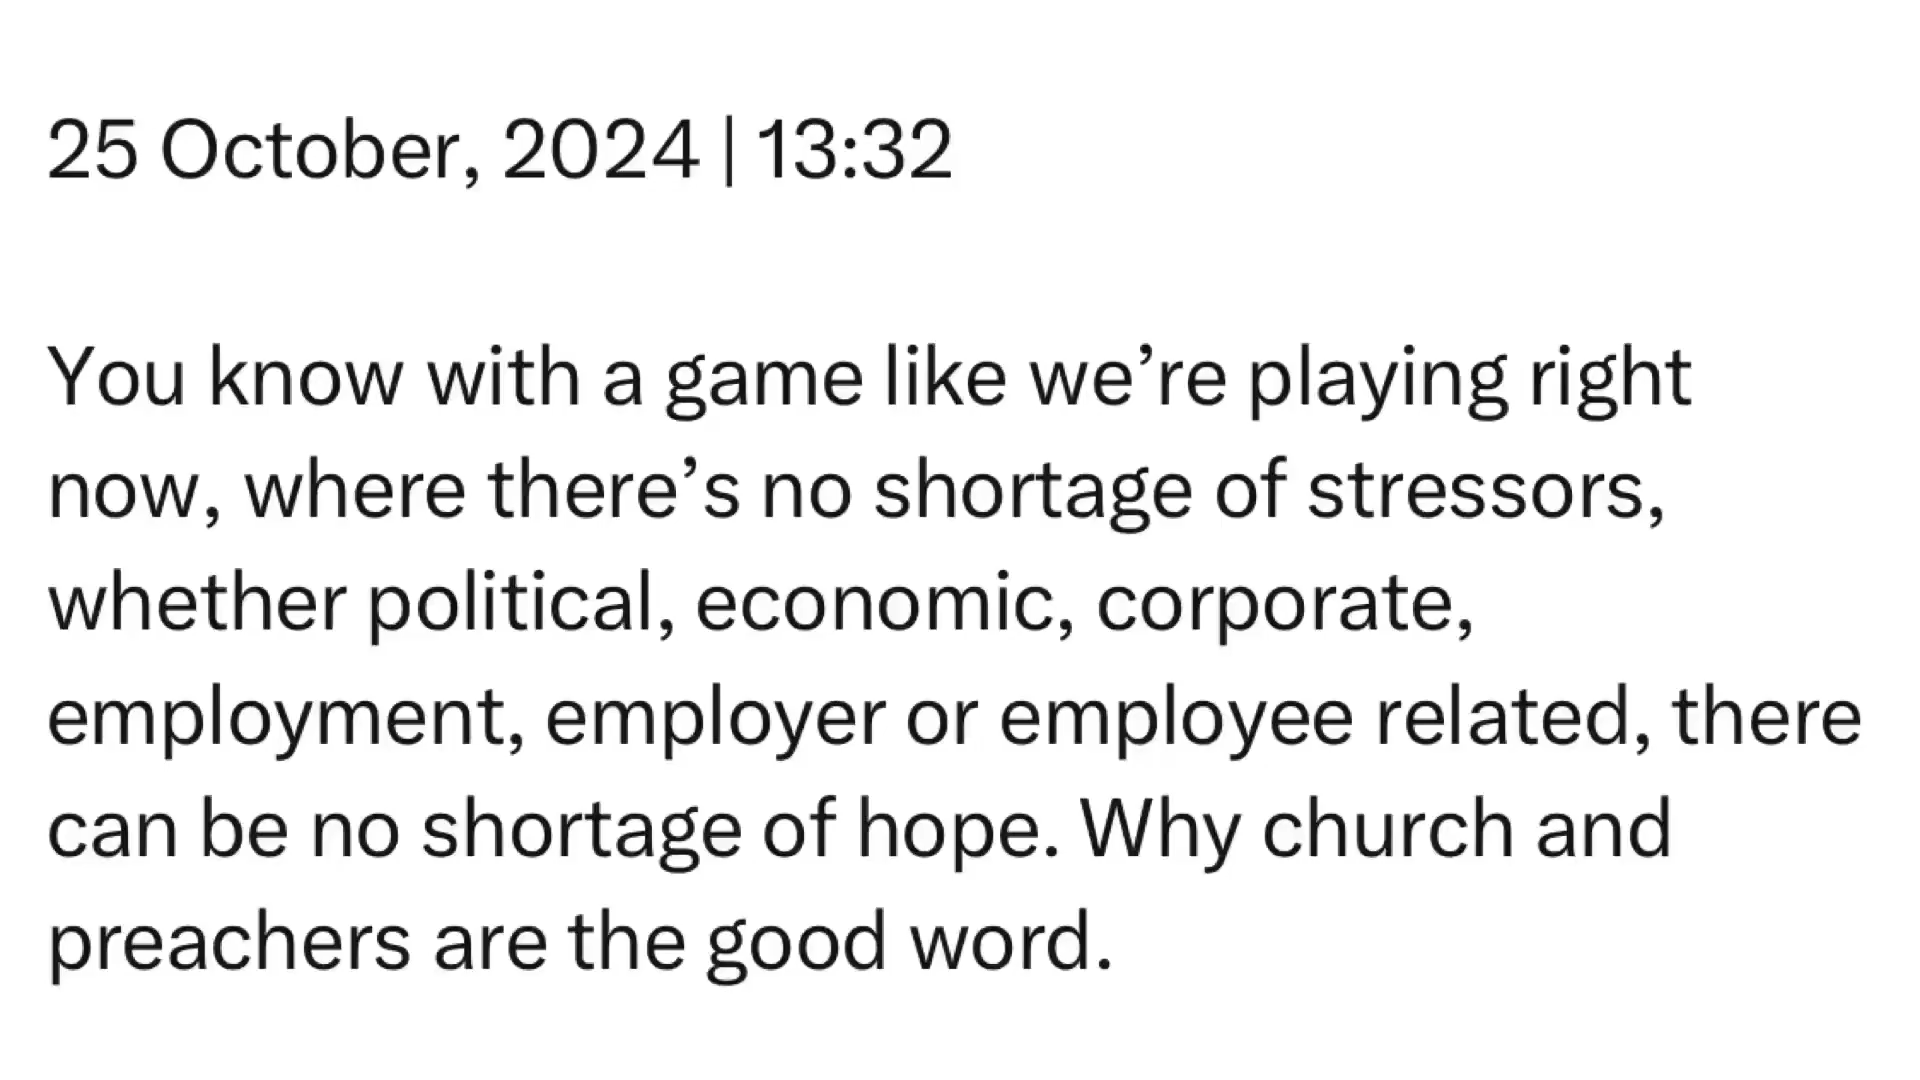 25 October, 2024 | 13:32
You know with a game like we’re playing right
now, where there’s no shortage of stressors,
whether political, economic, corporate,
employment, employer or employee related, there
can be no shortage of hope. Why church and
preachers are the good word.